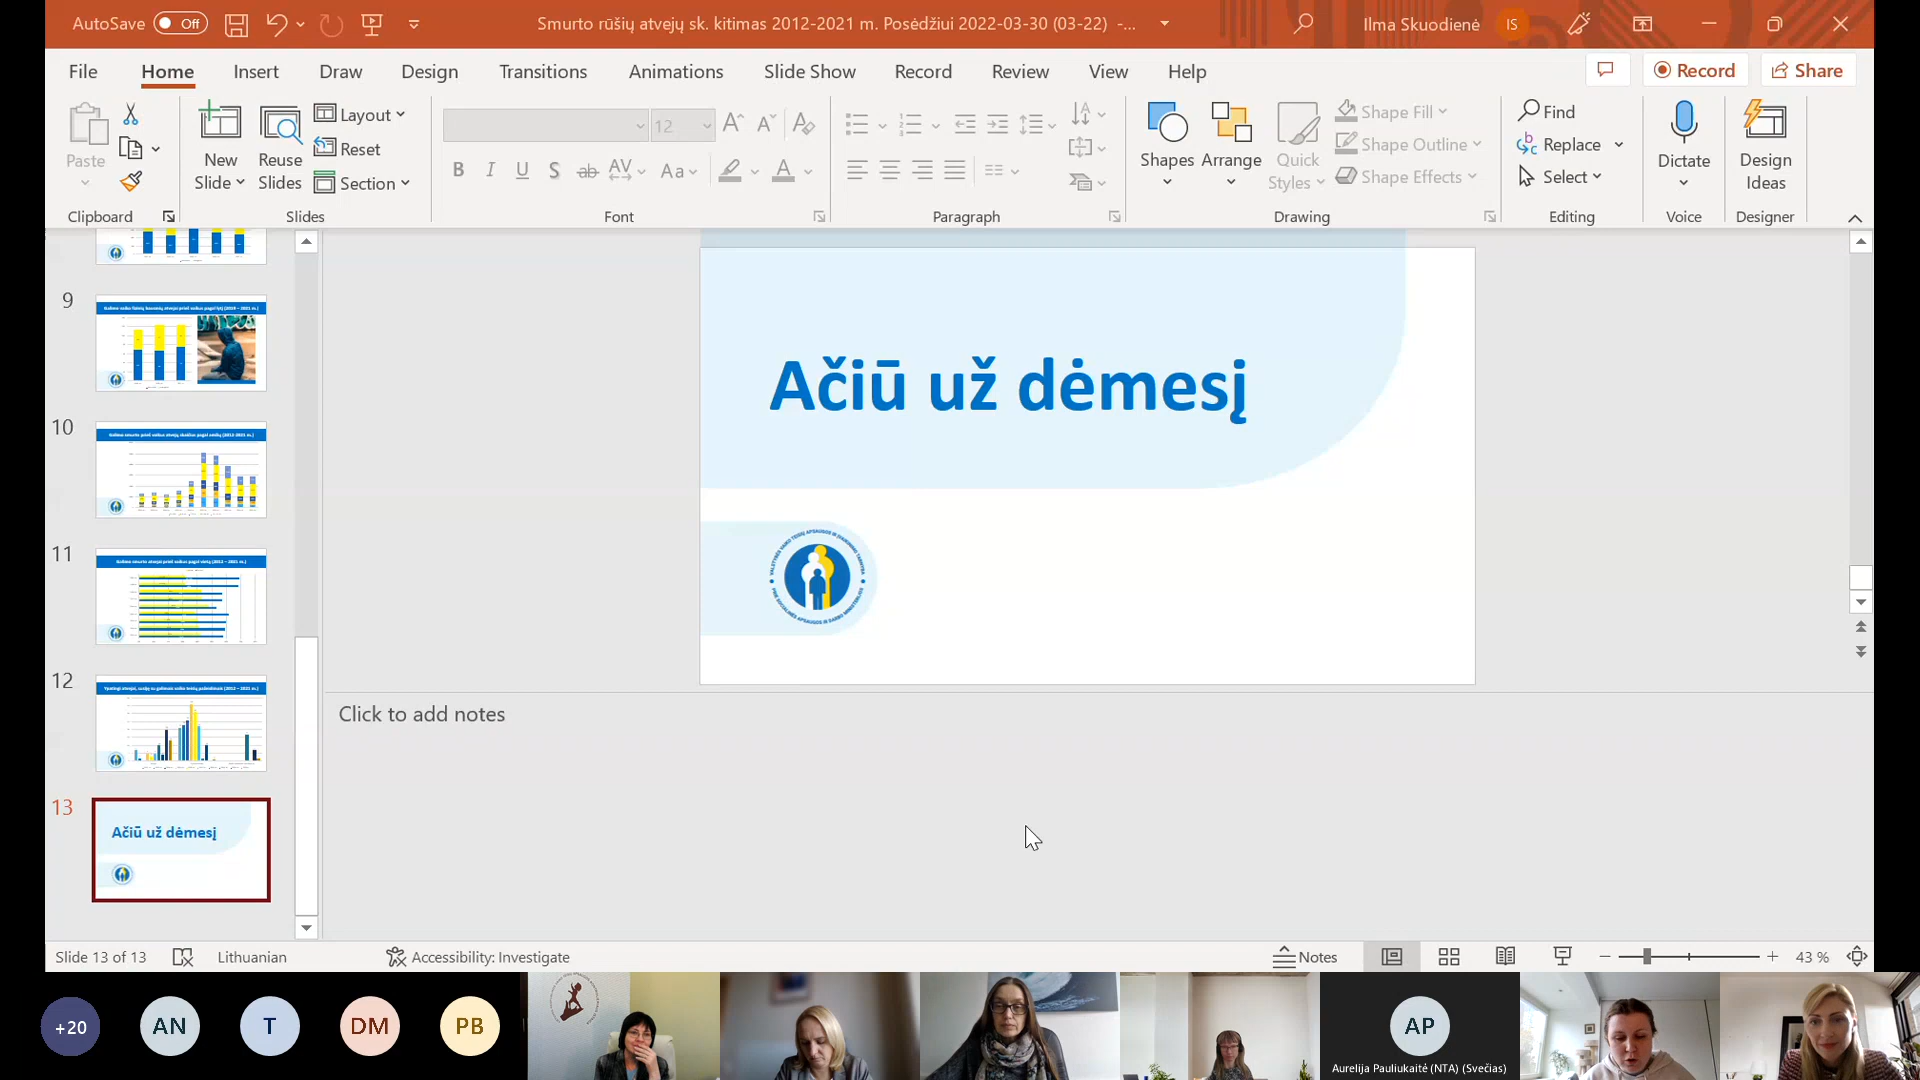 AutoSave Off
Smurto rūšių atvejų sk. kitimas 2012-2021 m. Posėdžiui 2022-03-30 (03-22) -...
Ilma Skuodienė IS
File Home Insert Draw Design Transitions Animations Slide Show Record Review View Help
Record Share
Paste
New Slide
Reuse Slides
Layout
Reset
Section
12
B I U S ab AV Aa A
Shapes Arrange
Quick Styles
Shape Fill
Shape Outline
Shape Effects
Find
Replace
Select
Dictate
Design Ideas
Clipboard Slides Font Paragraph Drawing Editing Voice Designer
9
10
11
12
13
Ačiū už dėmesį
Ačiū už dėmesį
Click to add notes
Slide 13 of 13 Lithuanian Accessibility: Investigate Notes 43 %
+20 AN T DM PB AP
Aurelija Pauliukaitė (NTA) (Svečias)